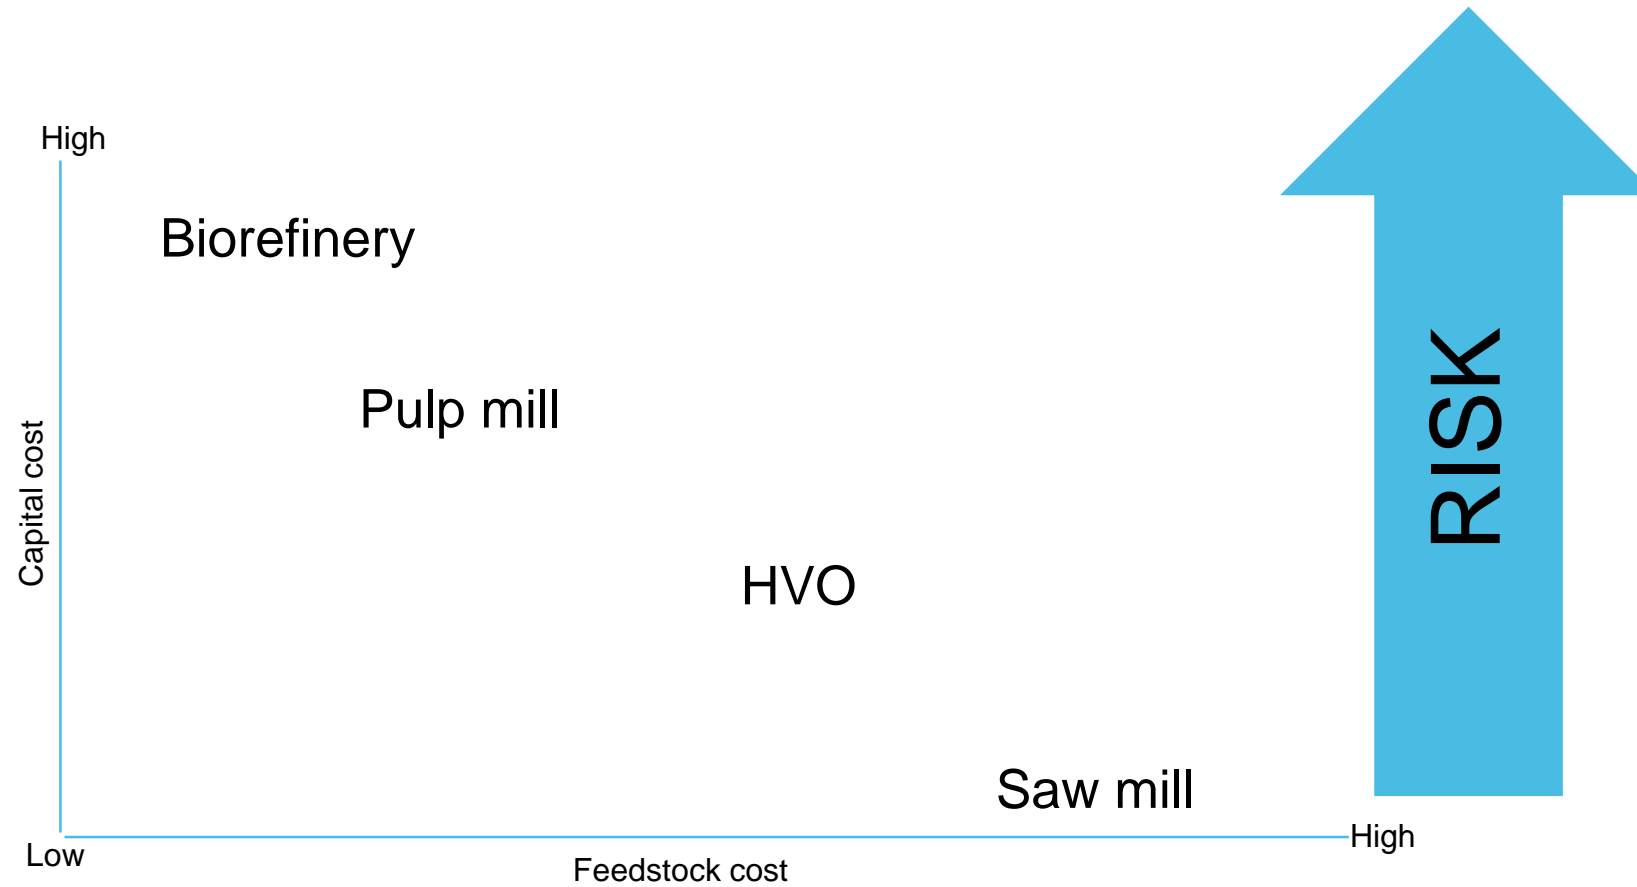 High
Biorefinery
Pulp mill
HVO
Saw mill
Capital cost
Low
Feedstock cost
High
RISK